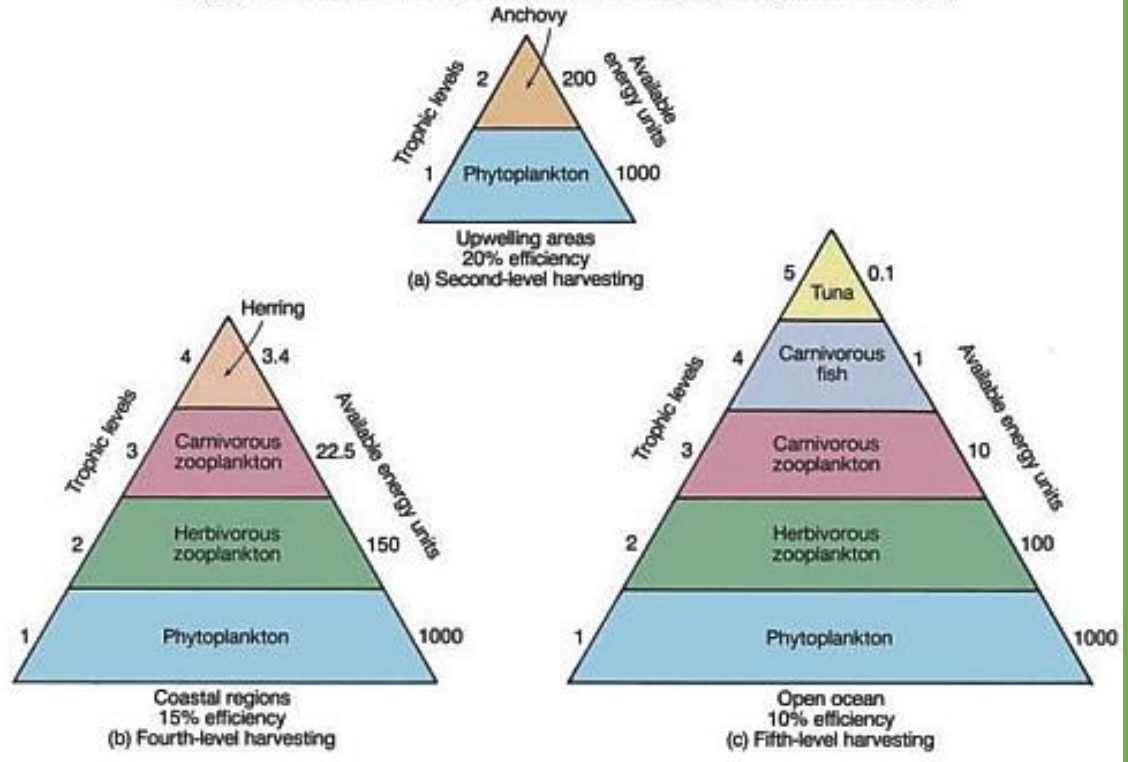 Anchovy
Trophic levels
2
200
Available
energy units
1
Phytoplankton
1000
Upwelling areas
20% efficiency
(a) Second-level harvesting
Herring
4
3.4
Trophic levels
3
Carnivorous
zooplankton
22.5
Available energy units
2
Herbivorous
zooplankton
150
1
Phytoplankton
1000
Coastal regions
15% efficiency
(b) Fourth-level harvesting
5
Tuna
0.1
4
Carnivorous
fish
1
Trophic levels
3
Carnivorous
zooplankton
10
Available energy units
2
Herbivorous
zooplankton
100
1
Phytoplankton
1000
Open ocean
10% efficiency
(c) Fifth-level harvesting